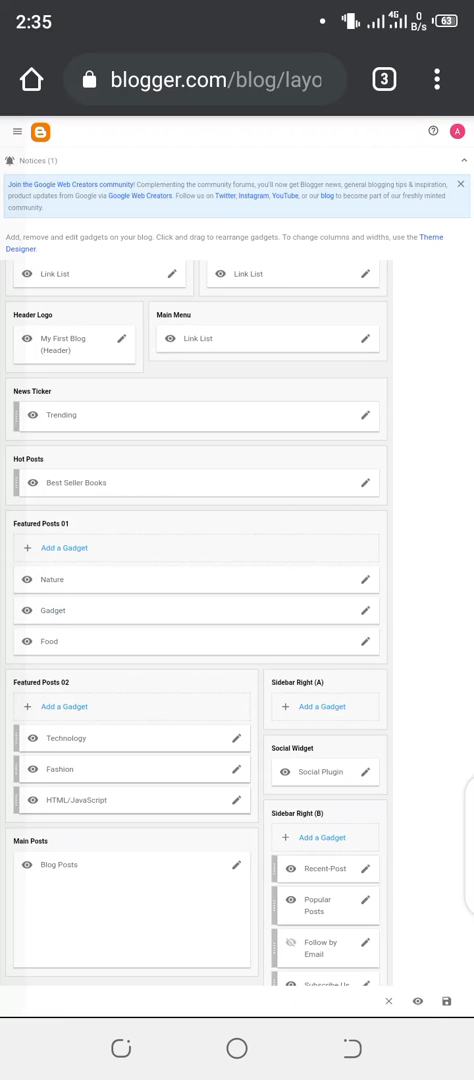 2:35
4G
0
B/s
63
blogger.com/blog/layo
3
A
Notices (1)
Join the Google Web Creators community! Complementing the community forums, you'll now get Blogger news, general blogging tips & inspiration,
product updates from Google via Google Web Creators. Follow us on Twitter, Instagram, YouTube, or our blog to become part of our freshly minted
community.
Add, remove and edit gadgets on your blog. Click and drag to rearrange gadgets. To change columns and widths, use the Theme
Designer.
Link List
Link List
Header Logo
Main Menu
My First Blog
(Header)
Link List
News Ticker
Trending
Hot Posts
Best Seller Books
Featured Posts 01
Add a Gadget
Nature
Gadget
Food
Featured Posts 02
Add a Gadget
Technology
Fashion
HTML/JavaScript
Main Posts
Blog Posts
Sidebar Right (A)
Add a Gadget
Social Widget
Social Plugin
Sidebar Right (B)
Add a Gadget
Recent-Post
Popular
Posts
Follow by
Email
Subscribe Us